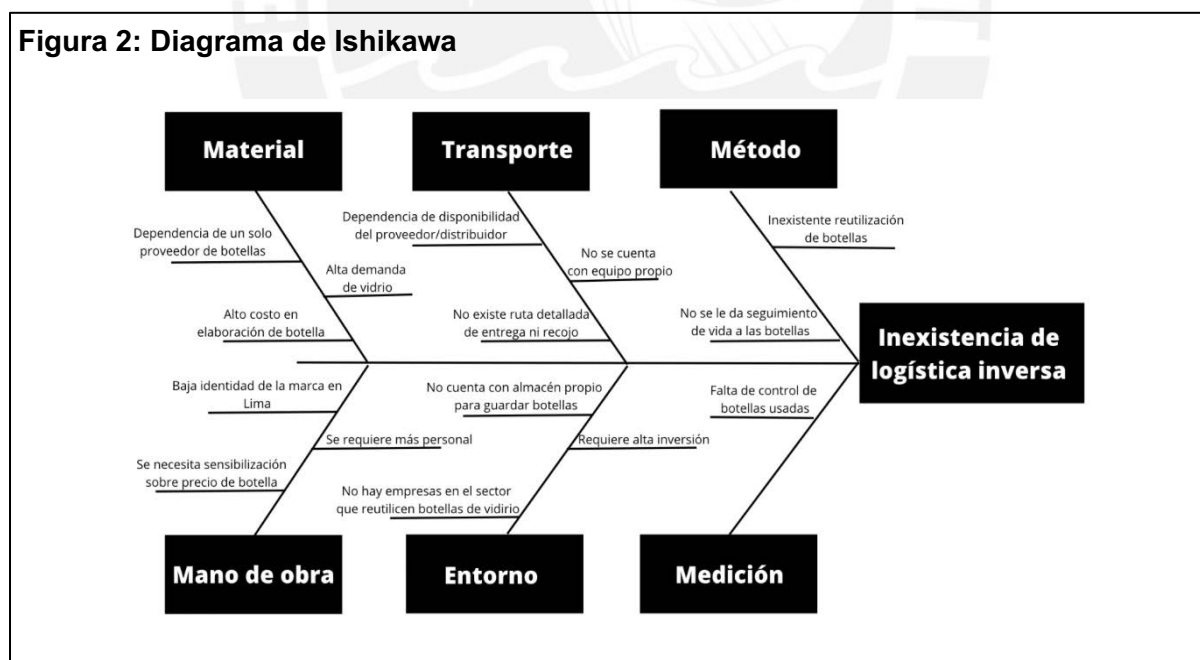 Figura 2: Diagrama de Ishikawa
Material
Transporte
Método
Dependencia de un solo
proveedor de botellas
Alta demanda
de vidrio
Alto costo en
elaboración de botella
Dependencia de disponibilidad
del proveedor/distribuidor
No se cuenta
con equipo propio
No existe ruta detallada
de entrega ni recojo
Inexistente reutilización
de botellas
No se le da seguimiento
de vida a las botellas
Inexistencia de
logística inversa
Baja identidad de la marca en
Lima
Se requiere más personal
Se necesita sensibilización
sobre precio de botella
No cuenta con almacén propio
para guardar botellas
Requiere alta inversión
No hay empresas en el sector
que reutilicen botellas de vidirio
Falta de control de
botellas usadas
Mano de obra
Entorno
Medición